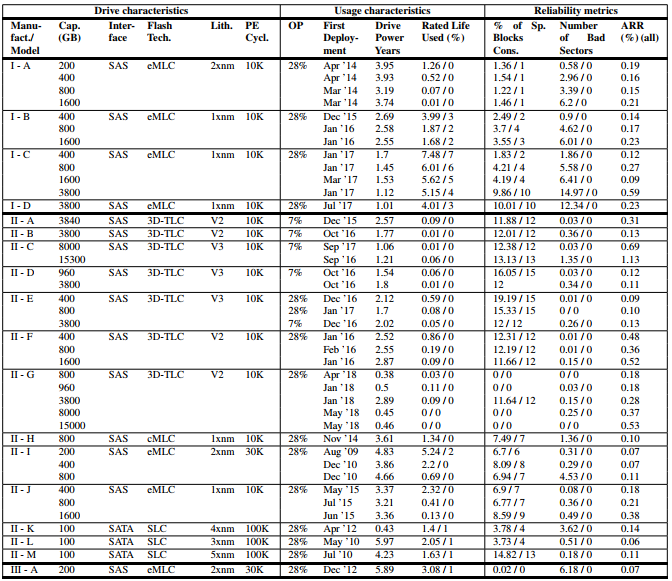 Drive characteristics Usage characteristics Reliability metrics
Manu- Cap. Inter- Flash Lith. PE OP First Drive Rated Life % of Sp. Number ARR
fact./ (GB) face Tech. Cycl. Deploy- Power Used (%) Blocks of Bad (%) (all)
Model ment Years Cons. Sectors
I - A 200 SAS eMLC 2xnm 10K 28% Apr '14 3.95 1.26 / 0 1.36 / 1 0.58 / 0 0.19
400 Apr '14 3.93 0.52 / 0 1.54 / 1 2.96 / 0 0.16
800 Mar '14 3.19 0.07 / 0 1.22 / 1 3.39 / 0 0.15
1600 Mar '14 3.74 0.01 / 0 1.46 / 1 6.2 / 0 0.21
I - B 400 SAS eMLC 1xnm 10K 28% Dec '15 2.69 3.99 / 3 2.49 / 2 0.9 / 0 0.14
800 Jan '16 2.58 1.87 / 2 3.7 / 4 4.62 / 0 0.17
1600 Jan '16 2.55 1.68 / 2 3.55 / 3 6.01 / 0 0.23
I - C 400 SAS eMLC 1xnm 10K 28% Jan '17 1.7 7.48 / 7 1.83 / 2 1.86 / 0 0.12
800 Jan '17 1.45 6.01 / 6 4.21 / 4 5.58 / 0 0.27
1600 Mar '17 1.53 5.62 / 5 4.19 / 4 6.41 / 0 0.09
3800 Jan '17 1.12 5.15 / 4 9.86 / 10 14.97 / 0 0.59
I - D 3800 SAS eMLC 1xnm 10K 28% Jul '17 1.01 4.01 / 3 10.01 / 10 12.34 / 0 0.23
II - A 3840 SAS 3D-TLC V2 10K 7% Dec '15 2.57 0.09 / 0 11.88 / 12 0.03 / 0 0.31
II - B 3800 SAS 3D-TLC V2 10K 7% Oct '16 1.77 0.01 / 0 12.01 / 12 0.36 / 0 0.13
II - C 8000 SAS 3D-TLC V3 10K 7% Sep '17 1.06 0.01 / 0 12.38 / 12 0.03 / 0 0.69
15300 Sep '16 1.21 0.06 / 0 13.13 / 13 1.35 / 0 1.13
II - D 960 SAS 3D-TLC V3 10K 7% Oct '16 1.54 0.06 / 0 16.05 / 15 0.03 / 0 0.12
3800 Oct '16 1.8 0.01 / 0 12 0.34 / 0 0.11
II - E 400 SAS 3D-TLC V3 10K 28% Dec '16 2.12 0.59 / 0 19.19 / 15 0.01 / 0 0.09
800 28% Jan '17 1.7 0.08 / 0 15.33 / 15 0 / 0 0.10
3800 7% Dec '16 2.02 0.05 / 0 12 / 12 0.26 / 0 0.13
II - F 400 SAS 3D-TLC V2 10K 28% Jan '16 2.52 0.86 / 0 12.31 / 12 0.01 / 0 0.48
800 Feb '16 2.55 0.19 / 0 12.19 / 12 0.01 / 0 0.36
1600 Jan '16 2.87 0.09 / 0 11.66 / 12 0.15 / 0 0.52
II - G 800 SAS 3D-TLC V2 10K 28% Apr '18 0.38 0.03 / 0 0 / 0 0 / 0 0.18
960 Jan '18 0.5 0.11 / 0 0 / 0 0.03 / 0 0.18
3800 Jan '18 2.89 0.09 / 0 11.64 / 12 0.15 / 0 0.28
8000 May '18 0.45 0 / 0 0 / 0 0.25 / 0 0.37
15000 May '18 0.46 0 / 0 0 / 0 0 / 0 0.53
II - H 800 SAS cMLC 1xnm 10K 28% Nov '14 3.61 1.34 / 0 7.49 / 7 1.36 / 0 0.10
II - I 200 SAS eMLC 2xnm 30K 28% Aug '09 4.83 5.24 / 2 6.7 / 6 0.31 / 0 0.07
400 Dec '10 3.86 2.2 / 0 8.09 / 8 0.29 / 0 0.07
800 Dec '10 4.66 0.69 / 0 6.94 / 7 4.53 / 0 0.11
II - J 400 SAS eMLC 1xnm 10K 28% May '15 3.37 2.32 / 0 6.9 / 7 0.08 / 0 0.18
800 Jul '15 3.21 0.41 / 0 6.77 / 7 0.36 / 0 0.21
1600 Jun '15 3.36 0.13 / 0 8.59 / 9 0.49 / 0 0.38
II - K 100 SATA SLC 4xnm 100K 28% Apr '12 0.43 1.4 / 1 3.78 / 4 3.62 / 0 0.14
II - L 100 SATA SLC 3xnm 100K 28% May '10 5.97 2.05 / 1 3.73 / 4 0.51 / 0 0.06
II - M 100 SATA SLC 5xnm 100K 28% Jul '10 4.23 1.63 / 1 14.82 / 13 0.18 / 0 0.11
III - A 200 SAS eMLC 2xnm 30K 28% Dec '12 5.89 3.08 / 1 0.02 / 0 6.18 / 0 0.07